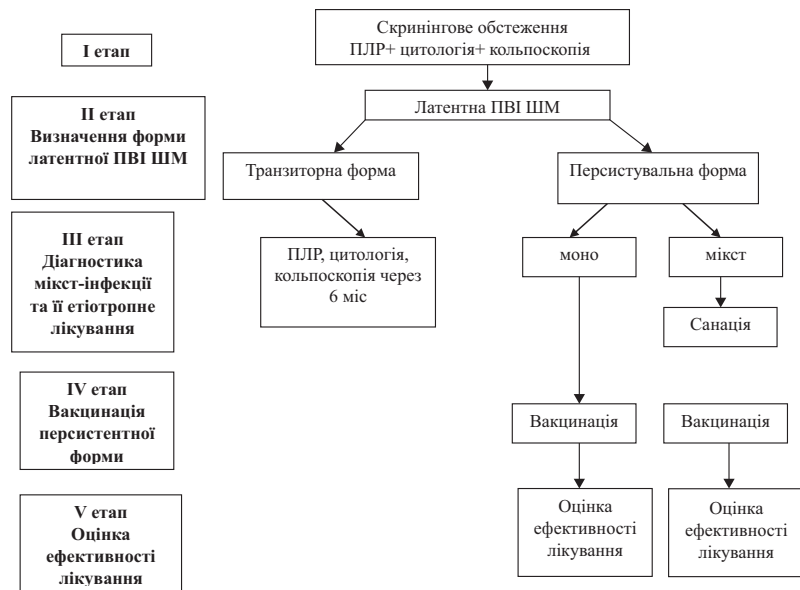 I етап
Скринінгове обстеження
ПЛР+ цитологія+ кольпоскопія
II етап
Визначення форми
латентної ПВІ ШМ
Латентна ПВІ ШМ
Транзиторна форма
Персистувальна форма
III етап
Діагностика
мікст-інфекції
та її етіотропне
лікування
ПЛР, цитологія,
кольпоскопія через
6 міс
моно
мікст
Санація
IV етап
Вакцинація
персистентної
форми
Вакцинація
Вакцинація
V етап
Оцінка
ефективності
лікування
Оцінка
ефективності
лікування
Оцінка
ефективності
лікування